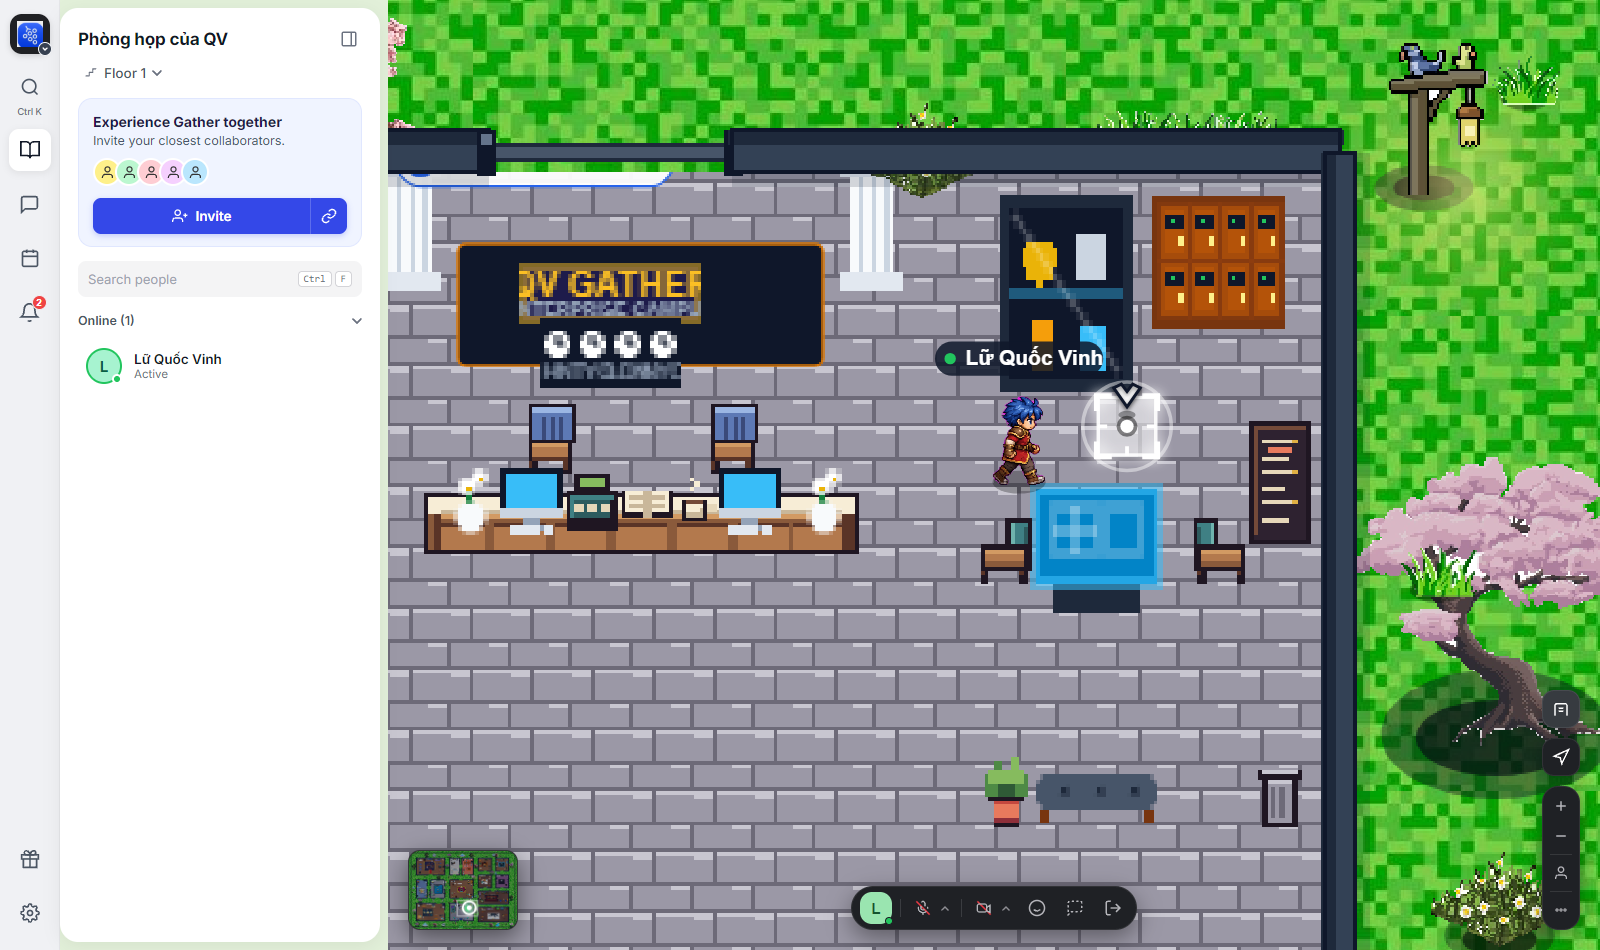 Phòng họp của QV
Floor 1
Ctrl K
Experience Gather together
Invite your closest collaborators.
Invite
Search people
Ctrl
F
2
Online (1)
L
Lữ Quốc Vinh
Active
QV GATHER
Lữ Quốc Vinh
L